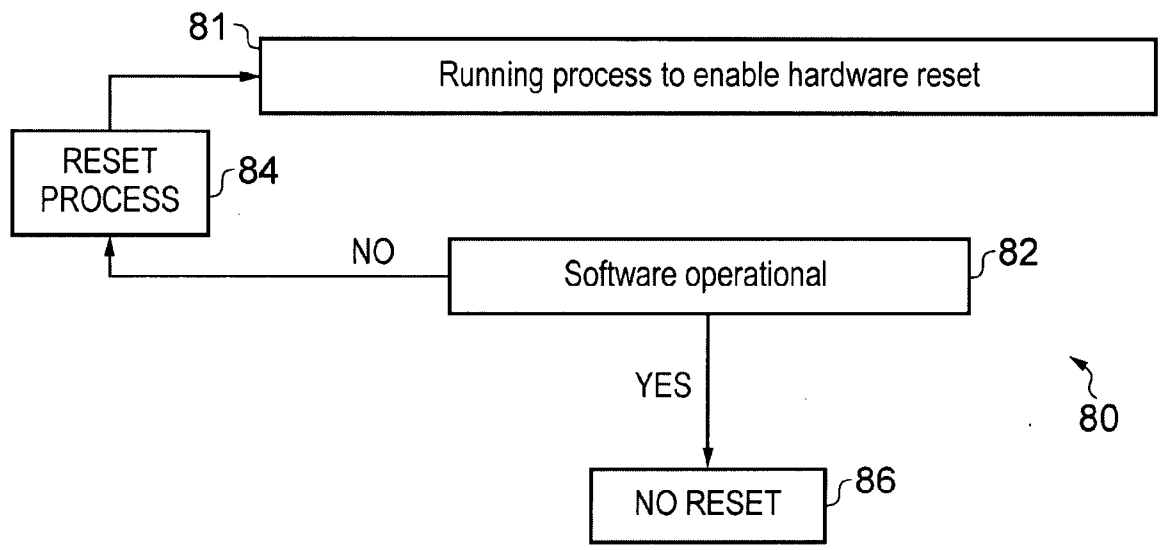 81
Running process to enable hardware reset
RESET
PROCESS
84
NO
Software operational
82
YES
80
NO RESET
86